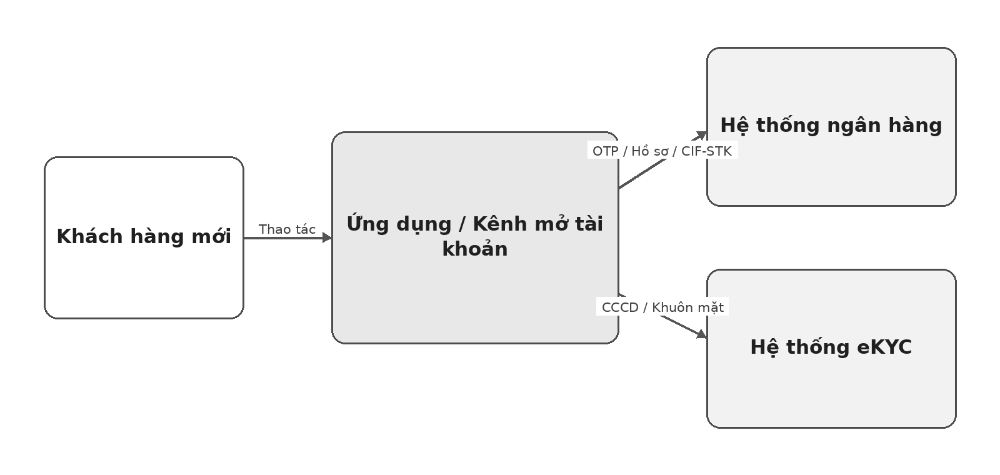 Khách hàng mới
Thao tác
Ứng dụng / Kênh mở tài
khoản
OTP / Hồ sơ / CIF-STK
Hệ thống ngân hàng
CCCD / Khuôn mặt
Hệ thống eKYC